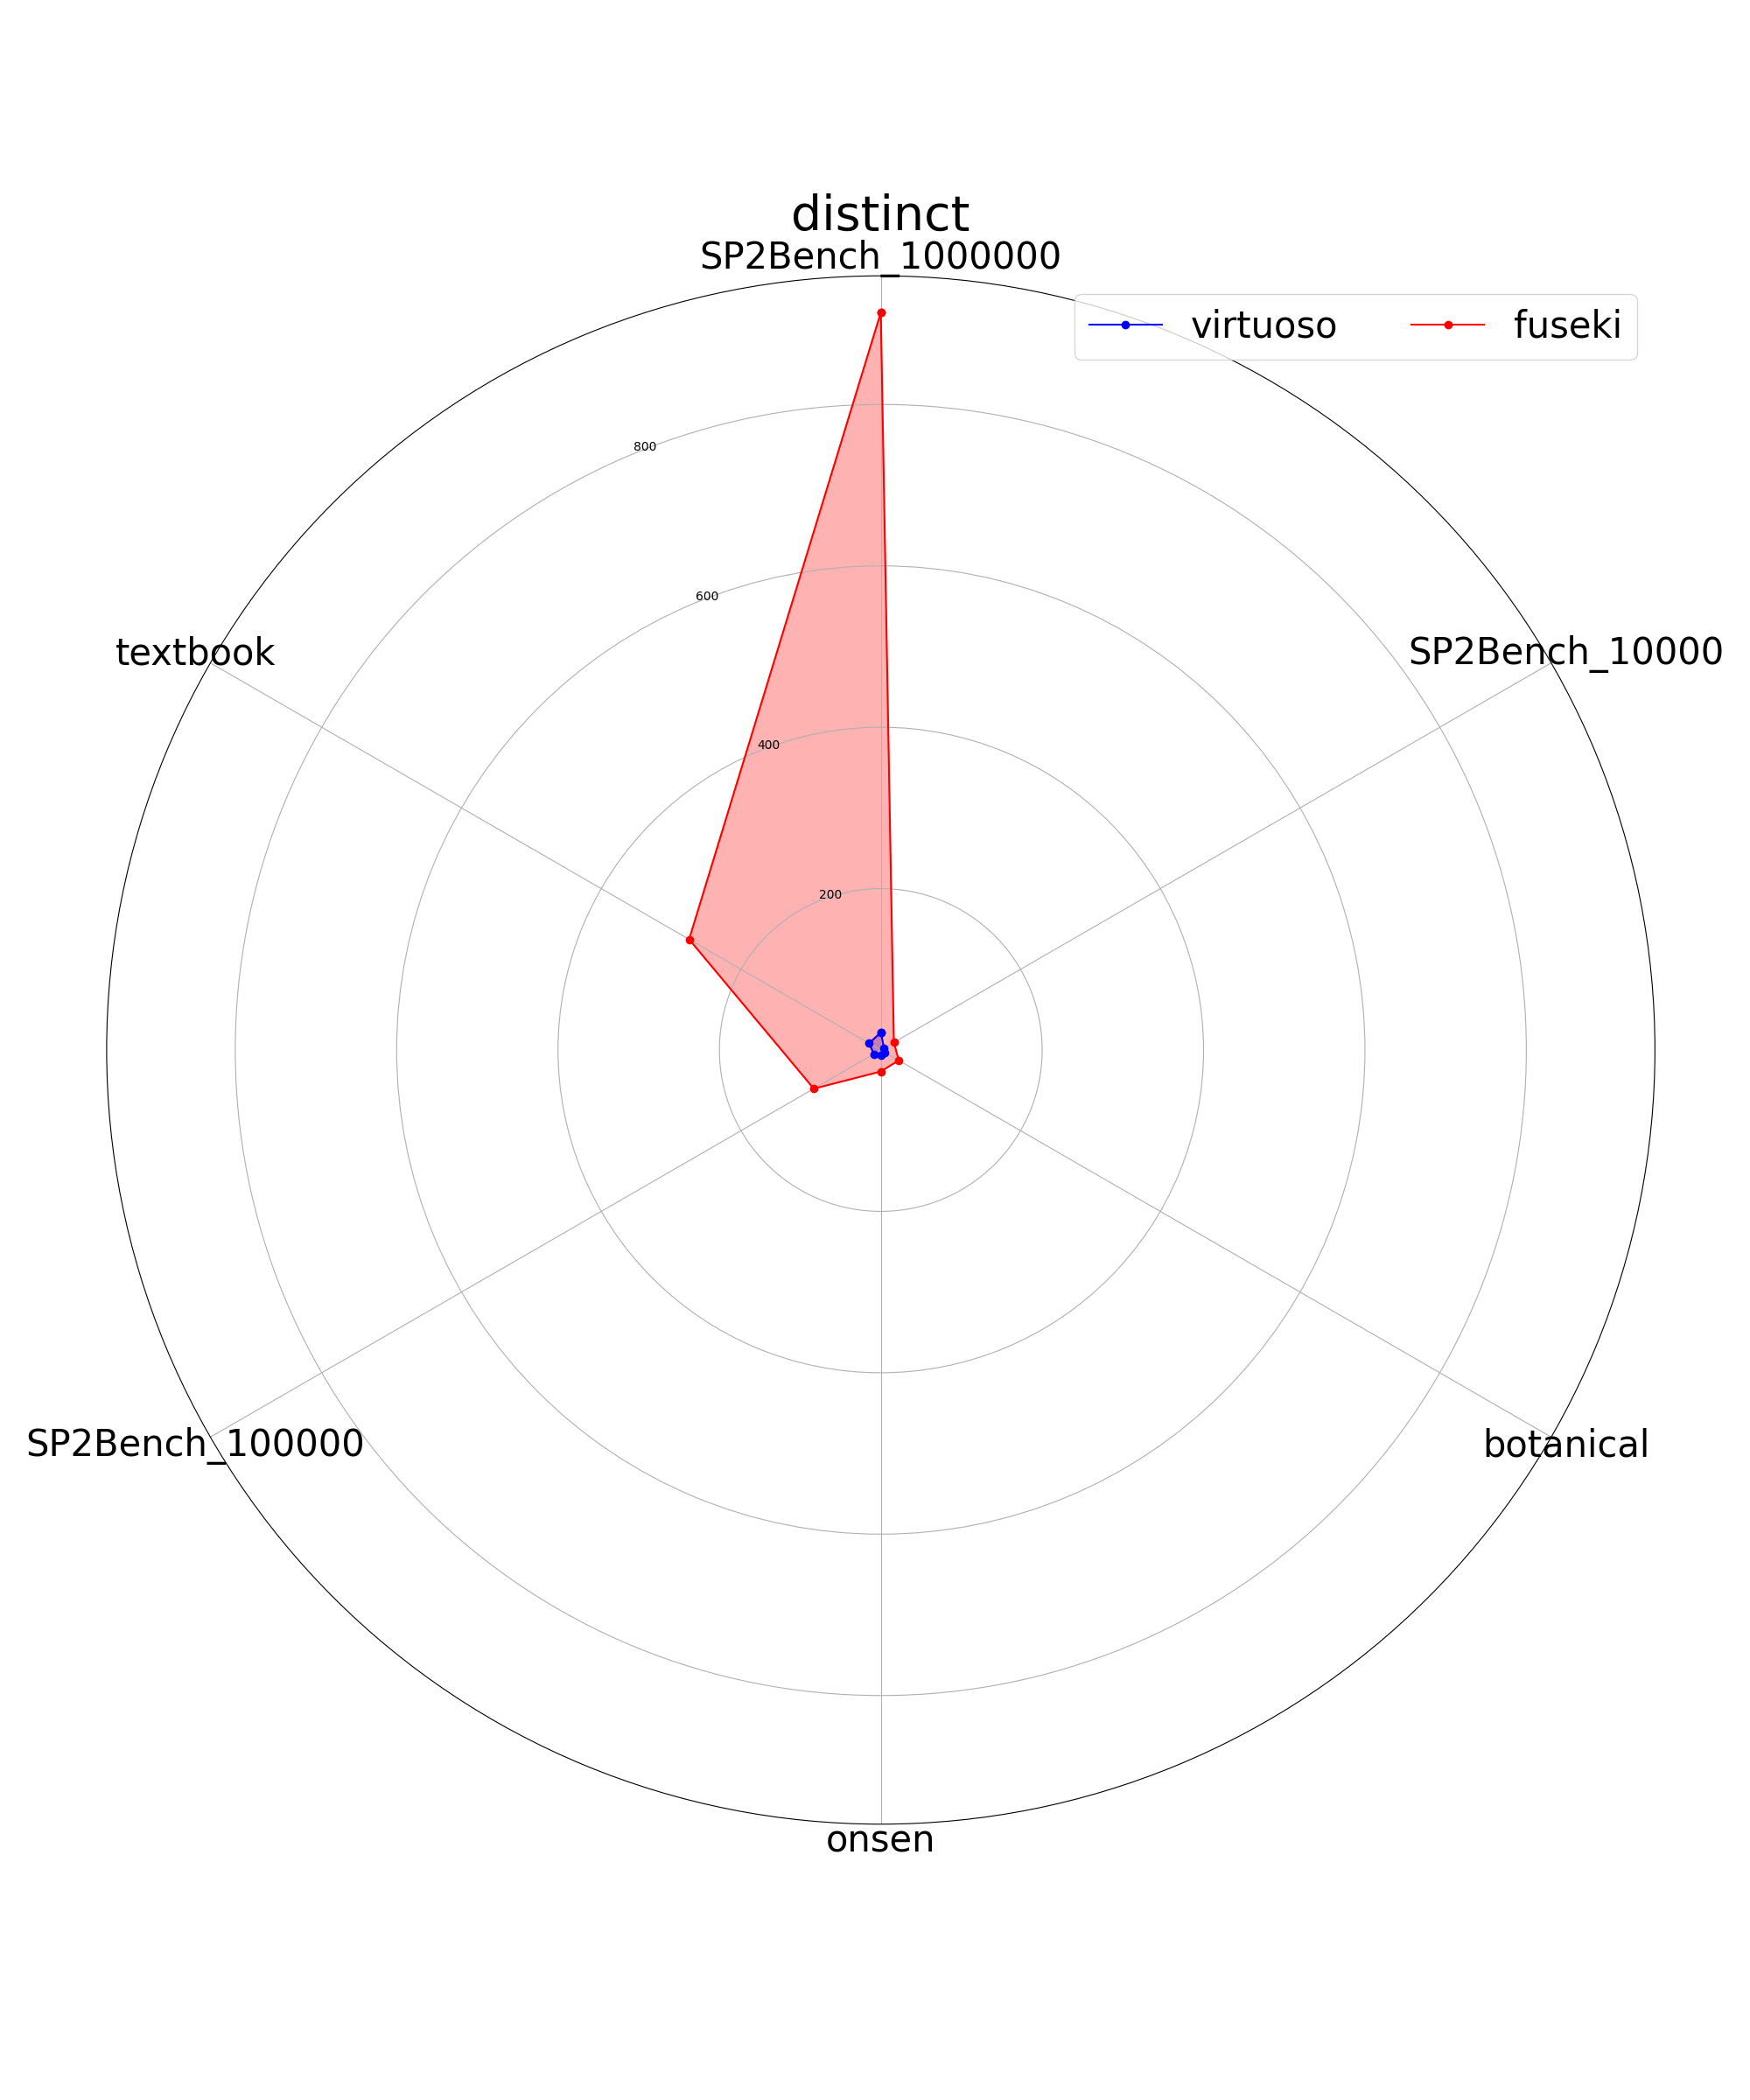 distinct
SP2Bench_1000000
virtuoso fuseki
800
600
textbook
SP2Bench_10000
400
200
SP2Bench_100000
botanical
onsen